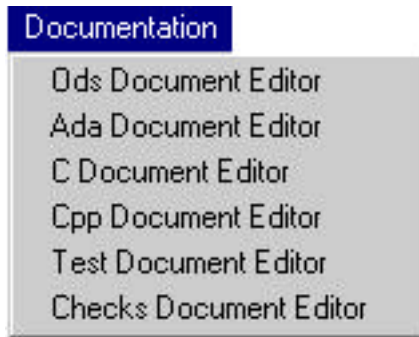 Documentation
Ods Document Editor
Ada Document Editor
C Document Editor
Cpp Document Editor
Test Document Editor
Checks Document Editor